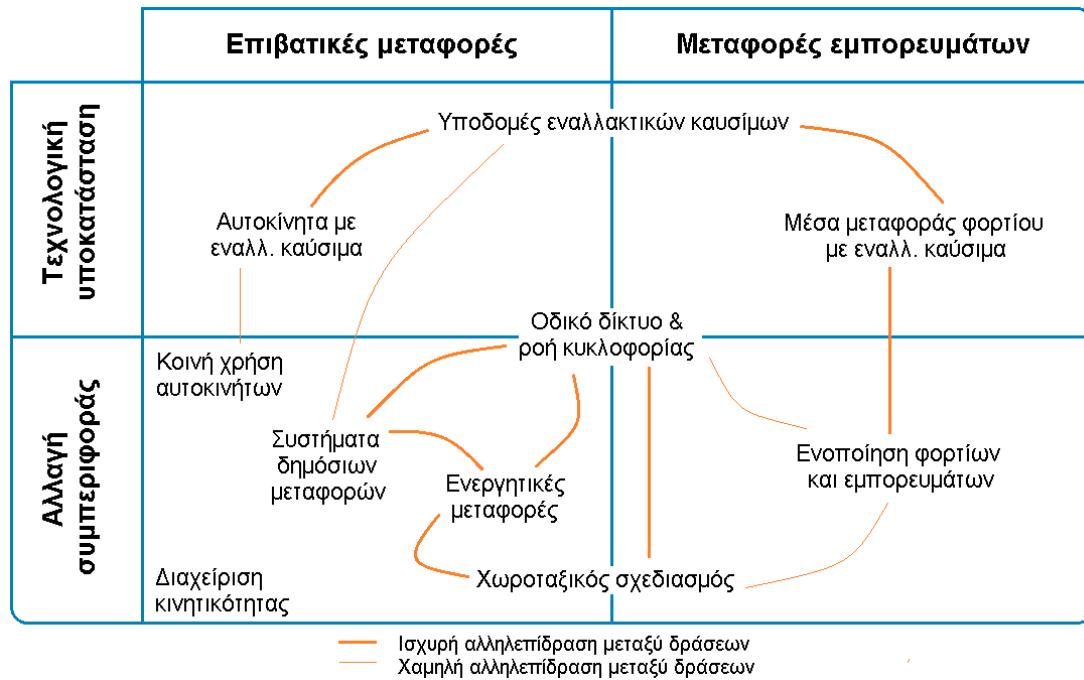 Επιβατικές μεταφορές
Μεταφορές εμπορευμάτων
Τεχνολογική
υποκατάσταση
Υποδομές εναλλακτικών καυσίμων
Αυτοκίνητα με
εναλλ. καύσιμα
Μέσα μεταφοράς φορτίου
με εναλλ. καύσιμα
Οδικό δίκτυο &
ροή κυκλοφορίας
Αλλαγή
συμπεριφοράς
Κοινή χρήση
αυτοκινήτων
Συστήματα
δημόσιων
μεταφορών
Ενεργητικές
μεταφορές
Ενοποίηση φορτίων
και εμπορευμάτων
Χωροταξικός σχεδιασμός
Διαχείριση
κινητικότητας
Ισχυρή αλληλεπίδραση μεταξύ δράσεων
Χαμηλή αλληλεπίδραση μεταξύ δράσεων